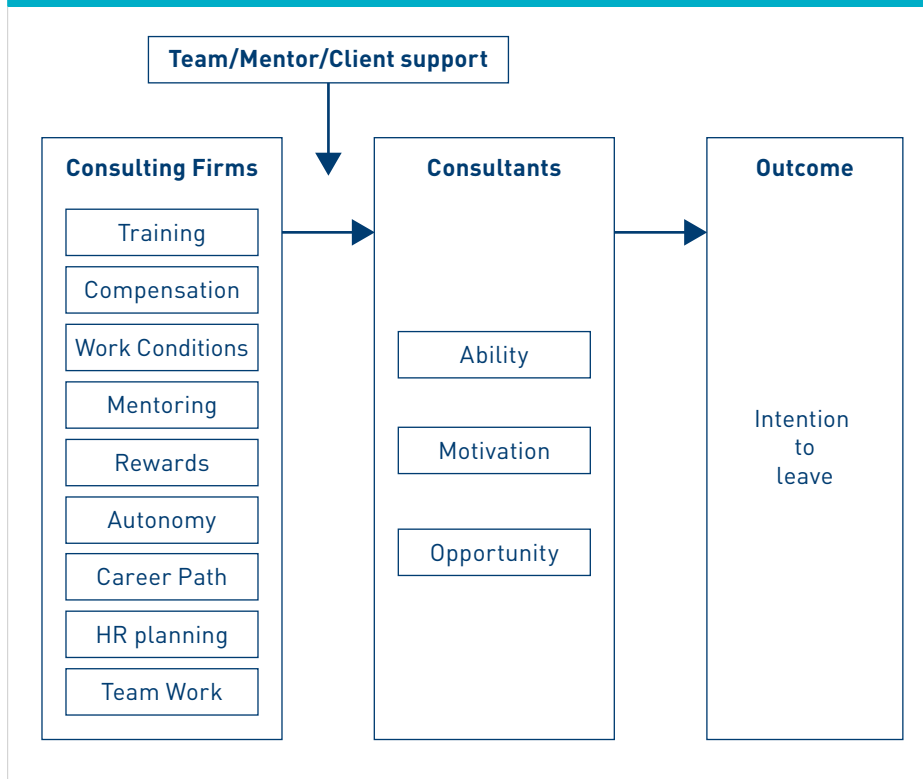 Team/Mentor/Client support
Consulting Firms
Training
Compensation
Work Conditions
Mentoring
Rewards
Autonomy
Career Path
HR planning
Team Work
Consultants
Ability
Motivation
Opportunity
Outcome
Intention
to
leave